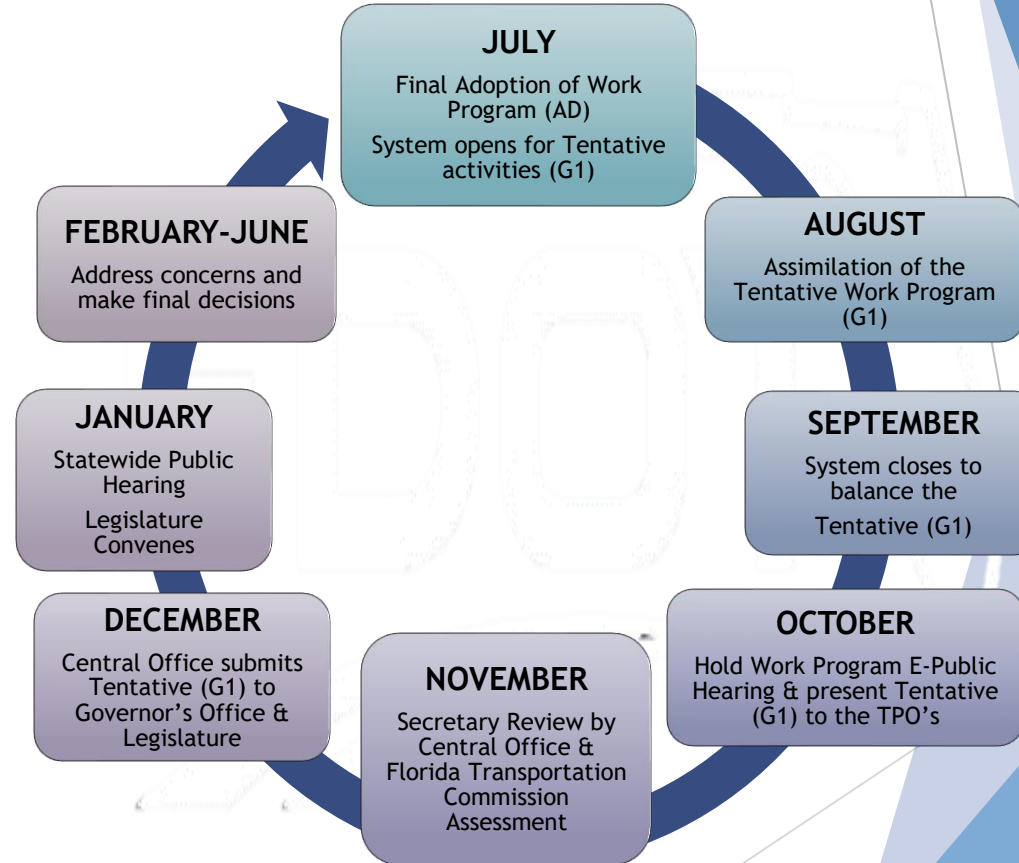 JULY
Final Adoption of Work
Program (AD)
System opens for Tentative
activities (G1)
AUGUST
Assimilation of the
Tentative Work Program
(G1)
SEPTEMBER
System closes to
balance the
Tentative (G1)
OCTOBER
Hold Work Program E-Public
Hearing & present Tentative
(G1) to the TPO’s
NOVEMBER
Secretary Review by
Central Office &
Florida Transportation
Commission
Assessment
DECEMBER
Central Office submits
Tentative (G1) to
Governor’s Office &
Legislature
JANUARY
Statewide Public
Hearing
Legislature
Convenes
FEBRUARY-JUNE
Address concerns and
make final decisions